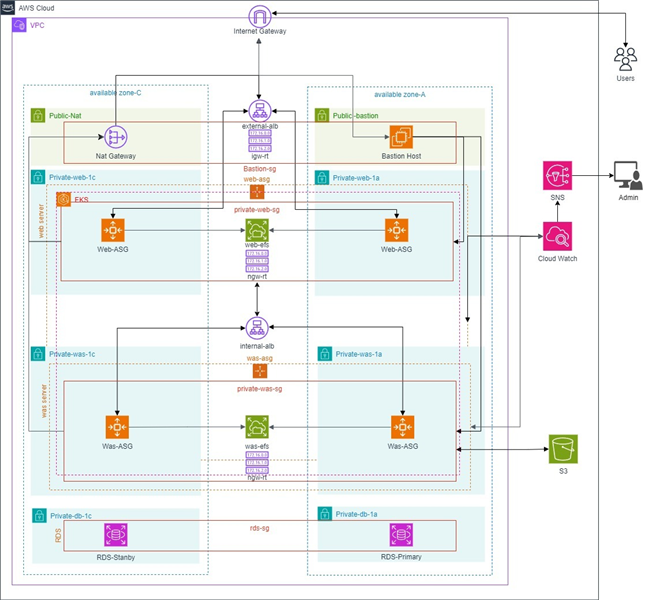 aws
AWS Cloud
VPC
Internet Gateway
Users
available zone-C
available zone-A
Public-Nat
external-alb
Public-bastion
Nat Gateway
igw-rt
Bastion Host
Bastion-sg
Private-web-1c
web-asg
Private-web-1a
SNS
Admin
EKS
private-web-sg
web server
Web-ASG
web-efs
Web-ASG
Cloud Watch
ngw-rt
internal-alb
Private-was-1c
was-asg
Private-was-1a
private-was-sg
was server
Was-ASG
was-efs
Was-ASG
S3
ngw-rt
Private-db-1c
Private-db-1a
RDS
rds-sg
RDS-Stanby
RDS-Primary